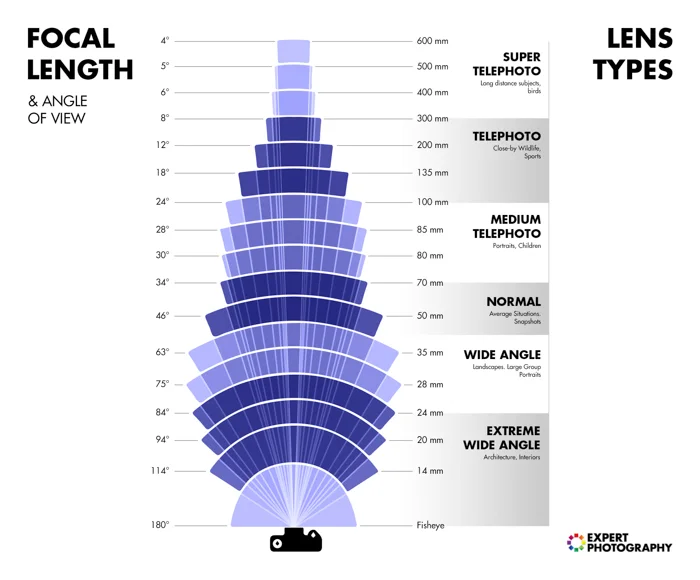 FOCAL
LENGTH
& ANGLE
OF VIEW
LENS
TYPES
4° 600 mm
5° 500 mm
6° 400 mm
8° 300 mm
12° 200 mm
18° 135 mm
24° 100 mm
28° 85 mm
30° 80 mm
34° 70 mm
46° 50 mm
63° 35 mm
75° 28 mm
84° 24 mm
94° 20 mm
114° 14 mm
180° Fisheye
SUPER
TELEPHOTO
Long distance subjects,
birds
TELEPHOTO
Close-by Wildlife,
Sports
MEDIUM
TELEPHOTO
Portraits, Children
NORMAL
Average Situations.
Snapshots
WIDE ANGLE
Landscapes. Large Group
Portraits
EXTREME
WIDE ANGLE
Architecture, Interiors
EXPERT
PHOTOGRAPHY